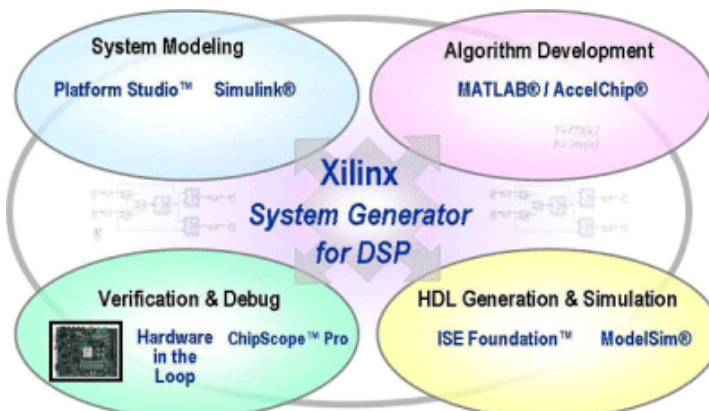 System Modeling
Platform Studio™ Simulink®
Algorithm Development
MATLAB® / AccelChip®
Xilinx
System Generator
for DSP
Verification & Debug
Hardware
in the
Loop
ChipScope™ Pro
HDL Generation & Simulation
ISE Foundation™ ModelSim®